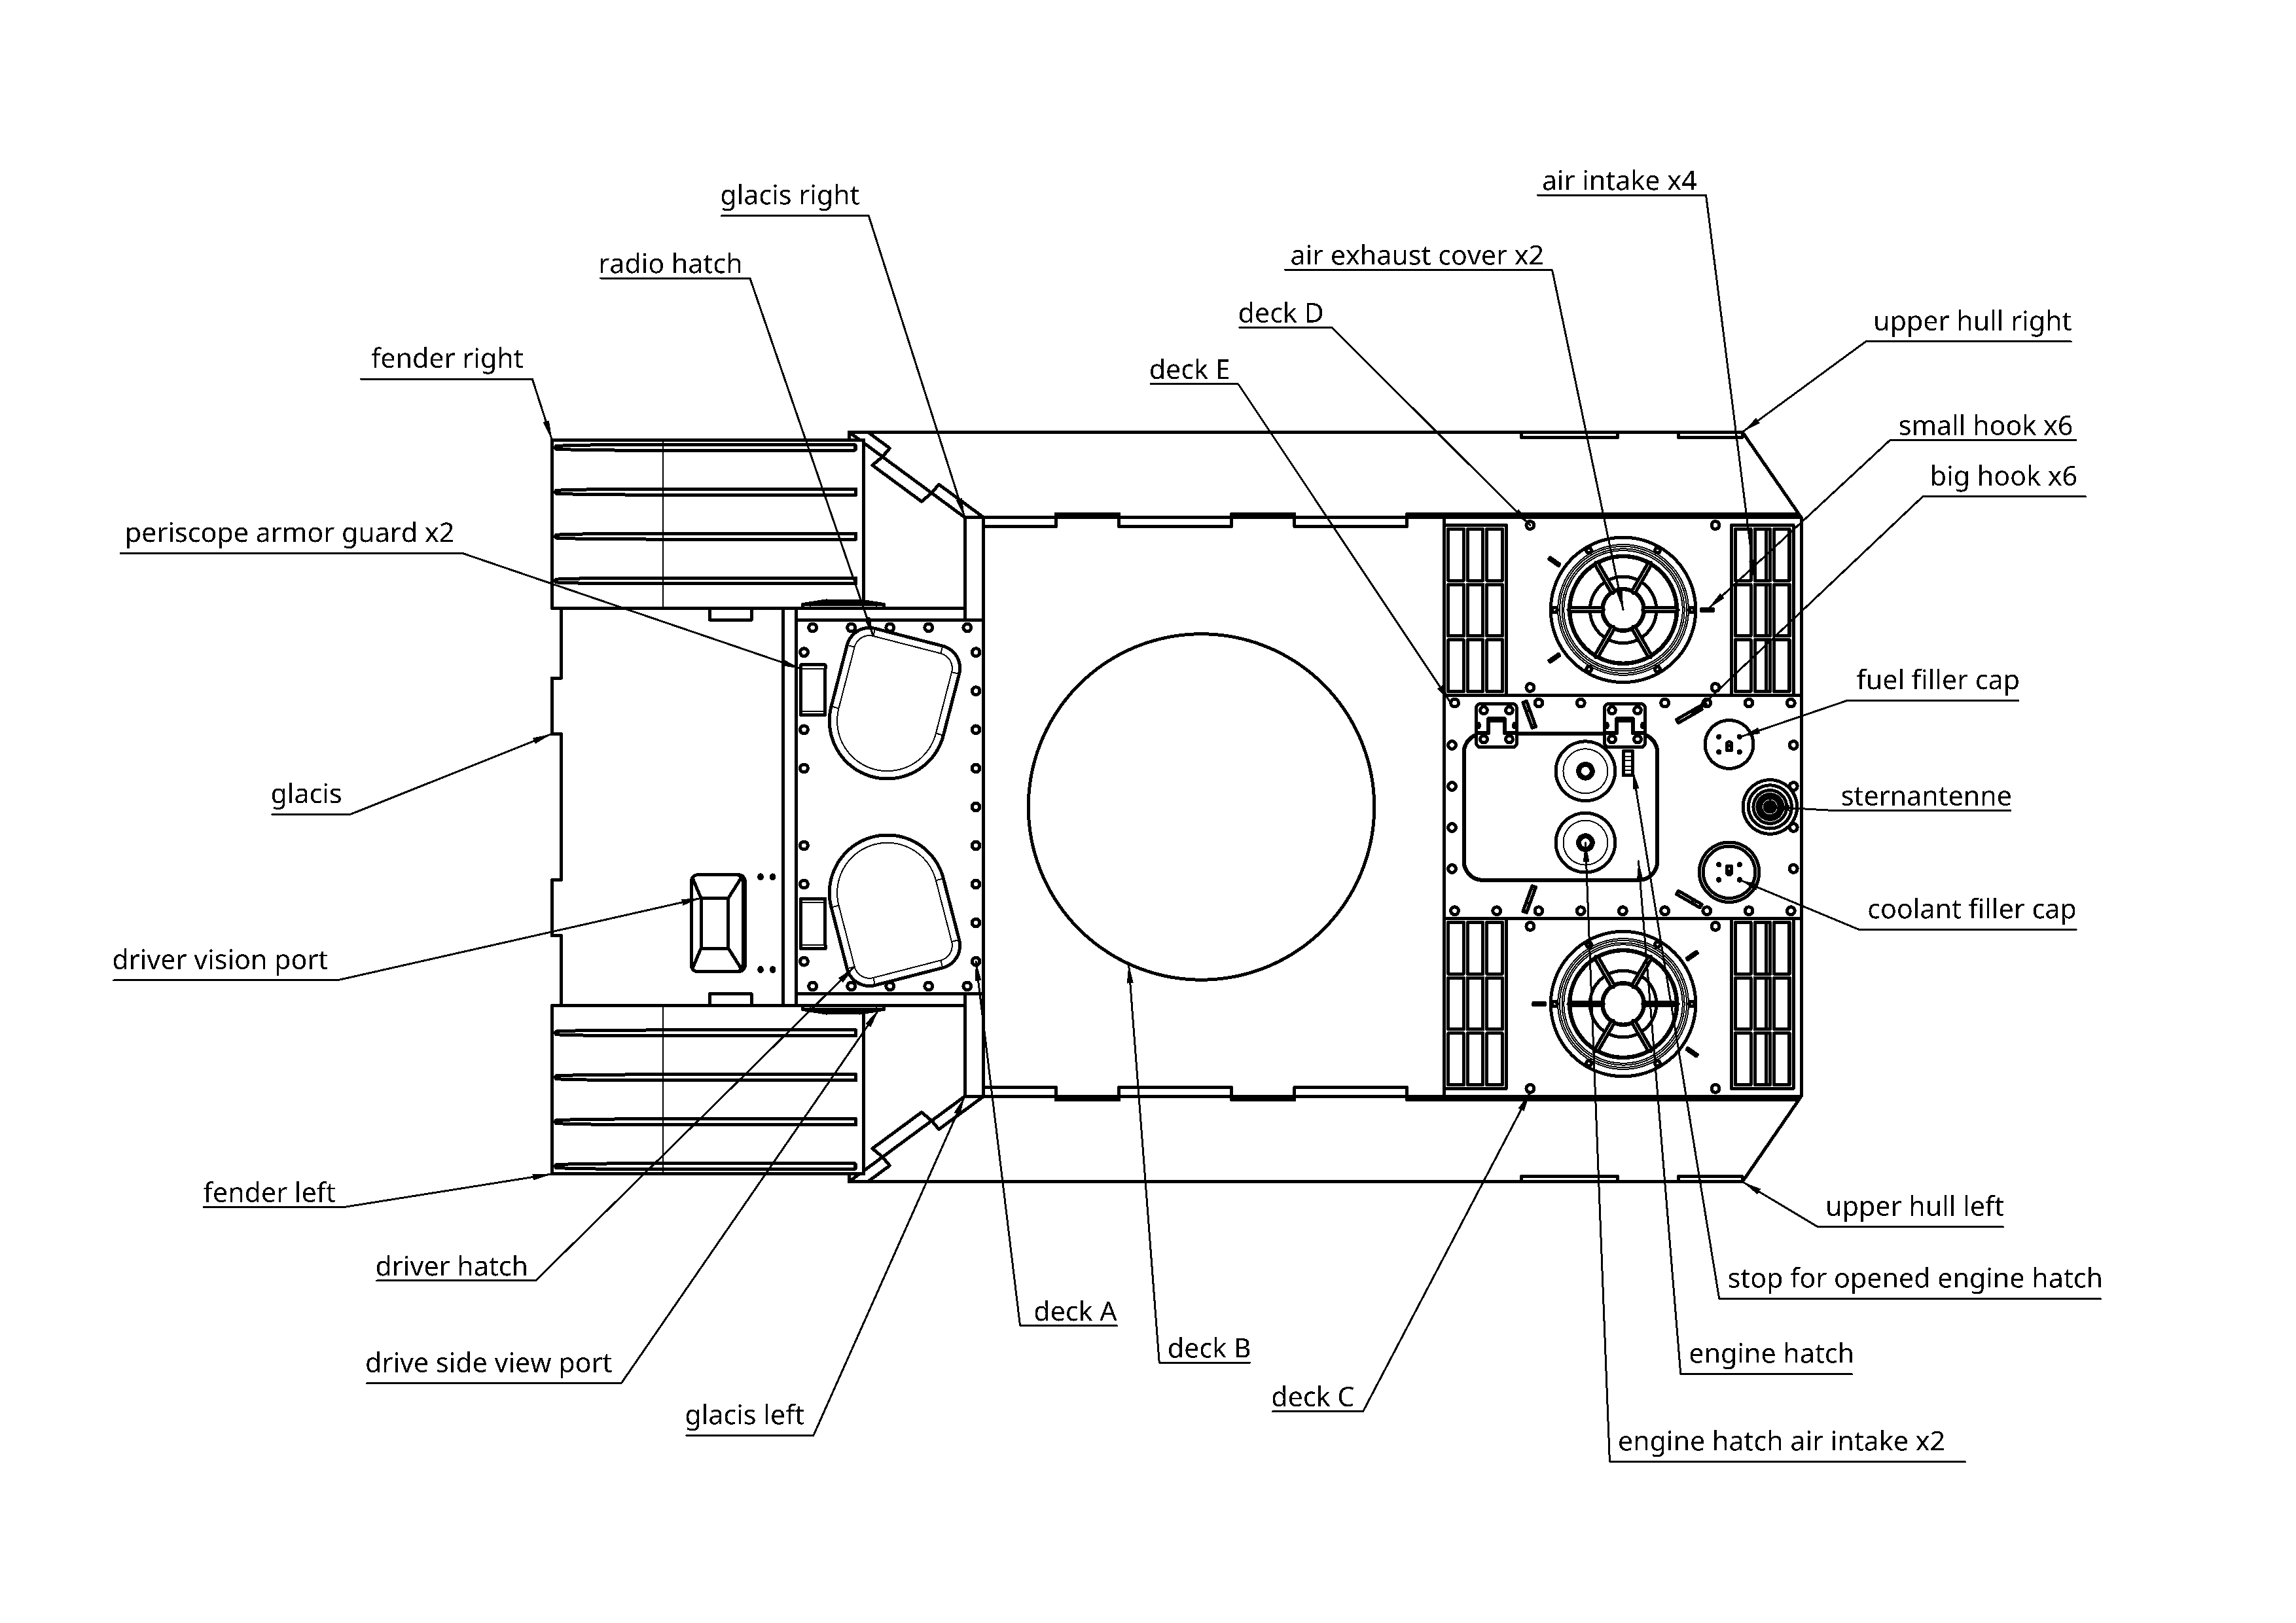 air intake x4
glacis right
air exhaust cover x2
radio hatch
deck D
upper hull right
fender right
deck E
small hook x6
big hook x6
periscope armor guard x2
fuel filler cap
glacis
sternantenne
coolant filler cap
driver vision port
fender left
upper hull left
driver hatch
stop for opened engine hatch
deck A
deck B
engine hatch
drive side view port
deck C
glacis left
engine hatch air intake x2